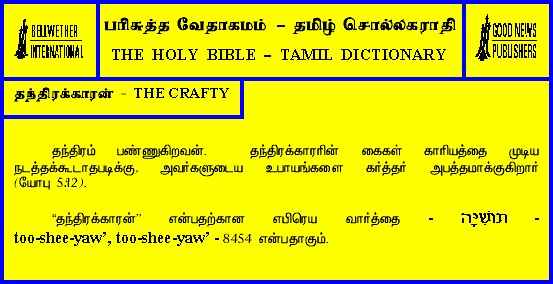 BELLWETHER
INTERNATIONAL
பரிசுத்த வேதாகமம் – தமிழ் சொல்லகராதி
THE HOLY BIBLE – TAMIL DICTIONARY
GOOD NEWS
PUBLISHERS
தந்திரக்காரன் - THE CRAFTY
தந்திரம் பண்ணுகிறவன். தந்திரக்காரரின் கைகள் காரியத்தை முடிய
நடத்தக்கூடாதபடிக்கு, அவர்களுடைய உபாயங்களை கர்த்தர் அபத்தமாக்குகிறார்
(யோபு 5:12).
“தந்திரக்காரன்” என்பதற்கான எபிரெய வார்த்தை - תּוּשִׁיָּה -
too-shee-yaw’, too-shee-yaw’ - 8454 என்பதாகும்.